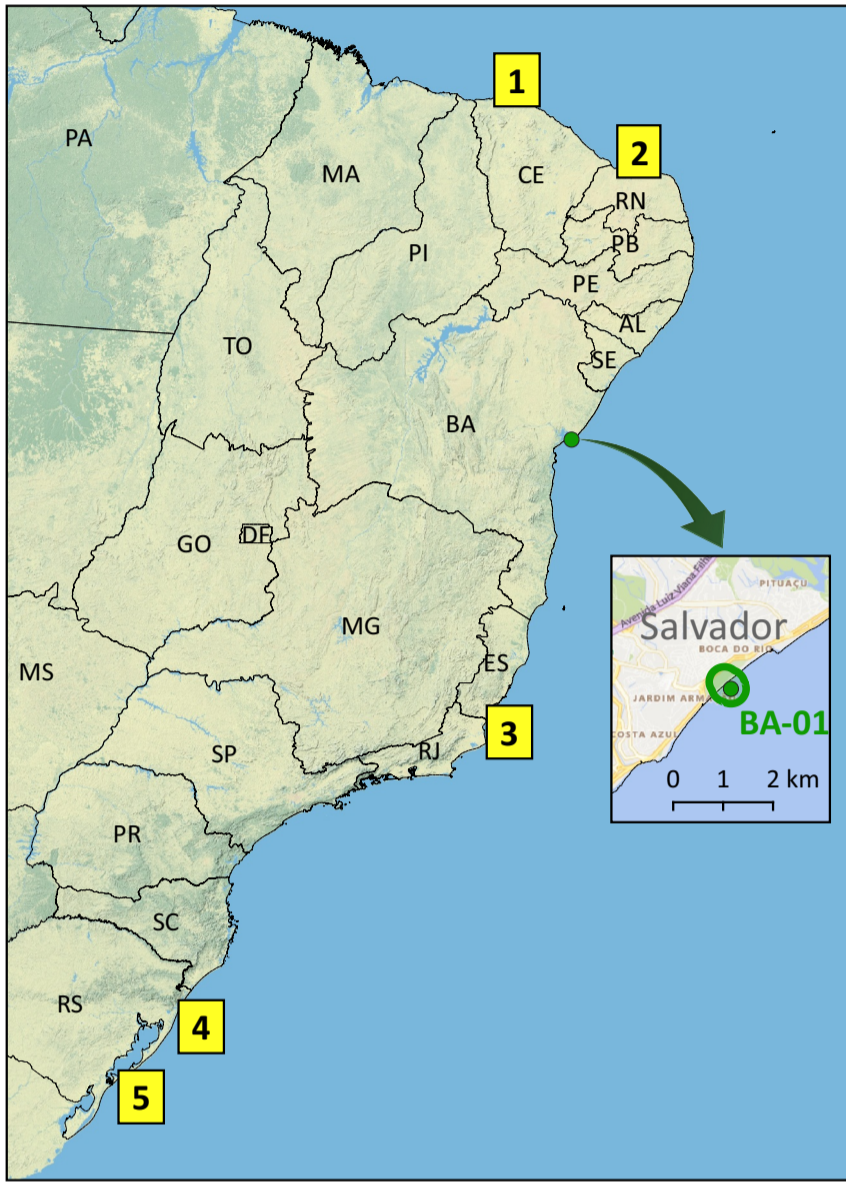 1
2
PA
MA
CE
RN
PI
PB
PE
AL
TO
SE
BA
GO
DF
MG
MS
ES
3
RJ
SP
PR
SC
RS
4
5
Avenida Luiz Viana Filh
PITUAÇU
Salvador
BOCA DO RIO
JARDIM ARMA
BA-01
COSTA AZUL
0 1 2 km